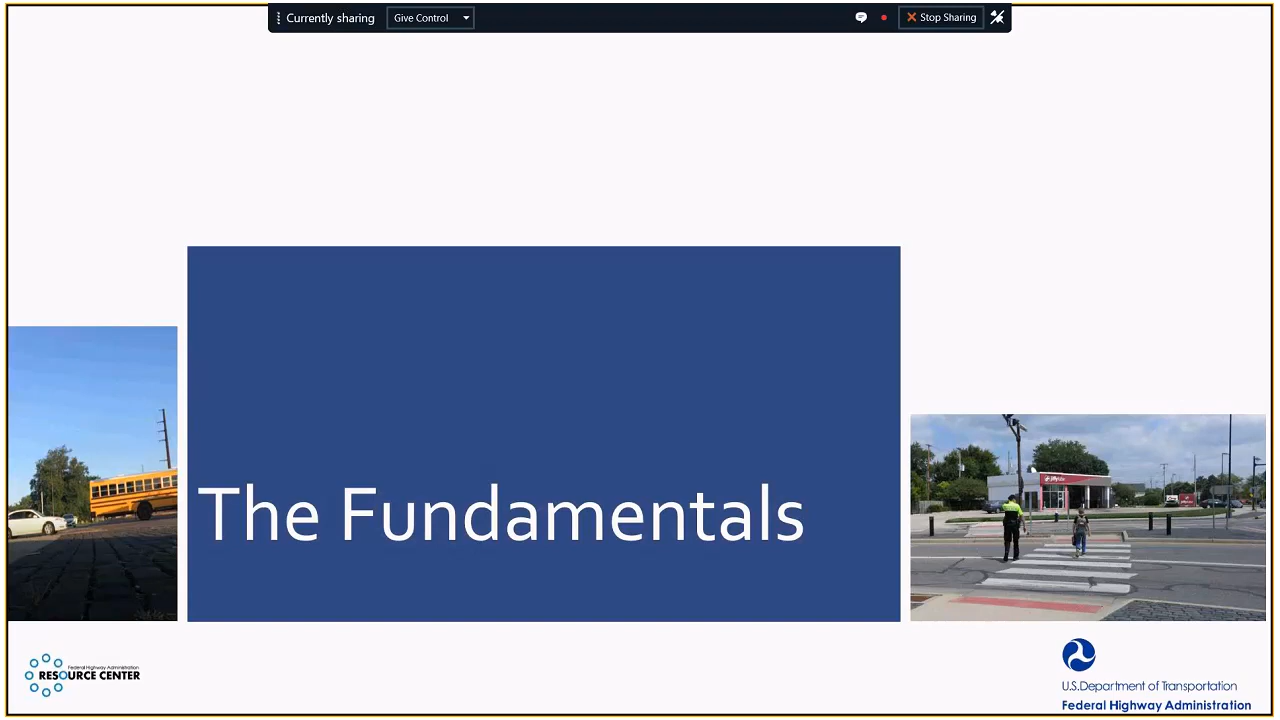 Currently sharing
Give Control
Stop Sharing
The Fundamentals
Federal Highway Administration
RESOURCE CENTER
U.S.Department of Transportation
Federal Highway Administration